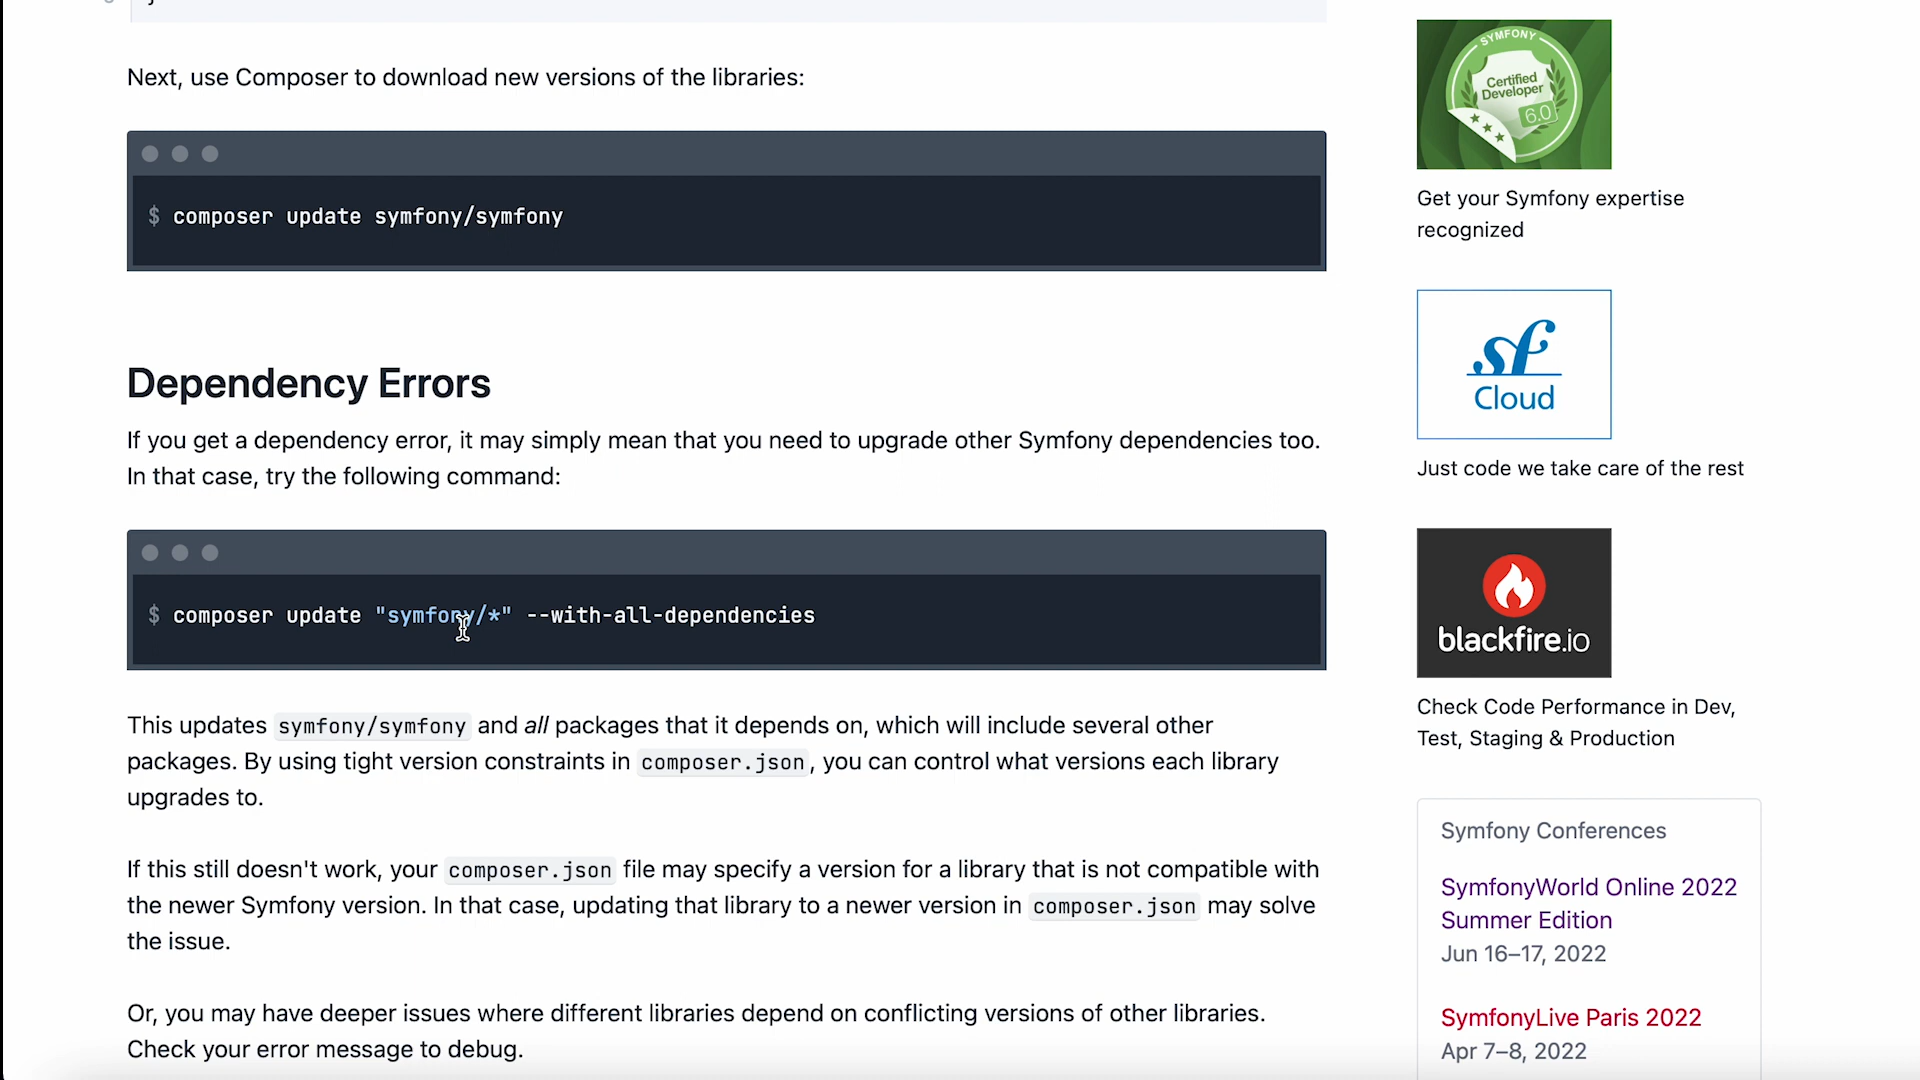 Next, use Composer to download new versions of the libraries:
$ composer update symfony/symfony
Dependency Errors
If you get a dependency error, it may simply mean that you need to upgrade other Symfony dependencies too.
In that case, try the following command:
$ composer update "symfony/*" --with-all-dependencies
This updates symfony/symfony and all packages that it depends on, which will include several other
packages. By using tight version constraints in composer.json, you can control what versions each library
upgrades to.
If this still doesn't work, your composer.json file may specify a version for a library that is not compatible with
the newer Symfony version. In that case, updating that library to a newer version in composer.json may solve
the issue.
Or, you may have deeper issues where different libraries depend on conflicting versions of other libraries.
Check your error message to debug.
SYMFONY
Certified
Developer
6.0
Get your Symfony expertise
recognized
sf
Cloud
Just code we take care of the rest
blackfire.io
Check Code Performance in Dev,
Test, Staging & Production
Symfony Conferences
SymfonyWorld Online 2022
Summer Edition
Jun 16–17, 2022
SymfonyLive Paris 2022
Apr 7–8, 2022